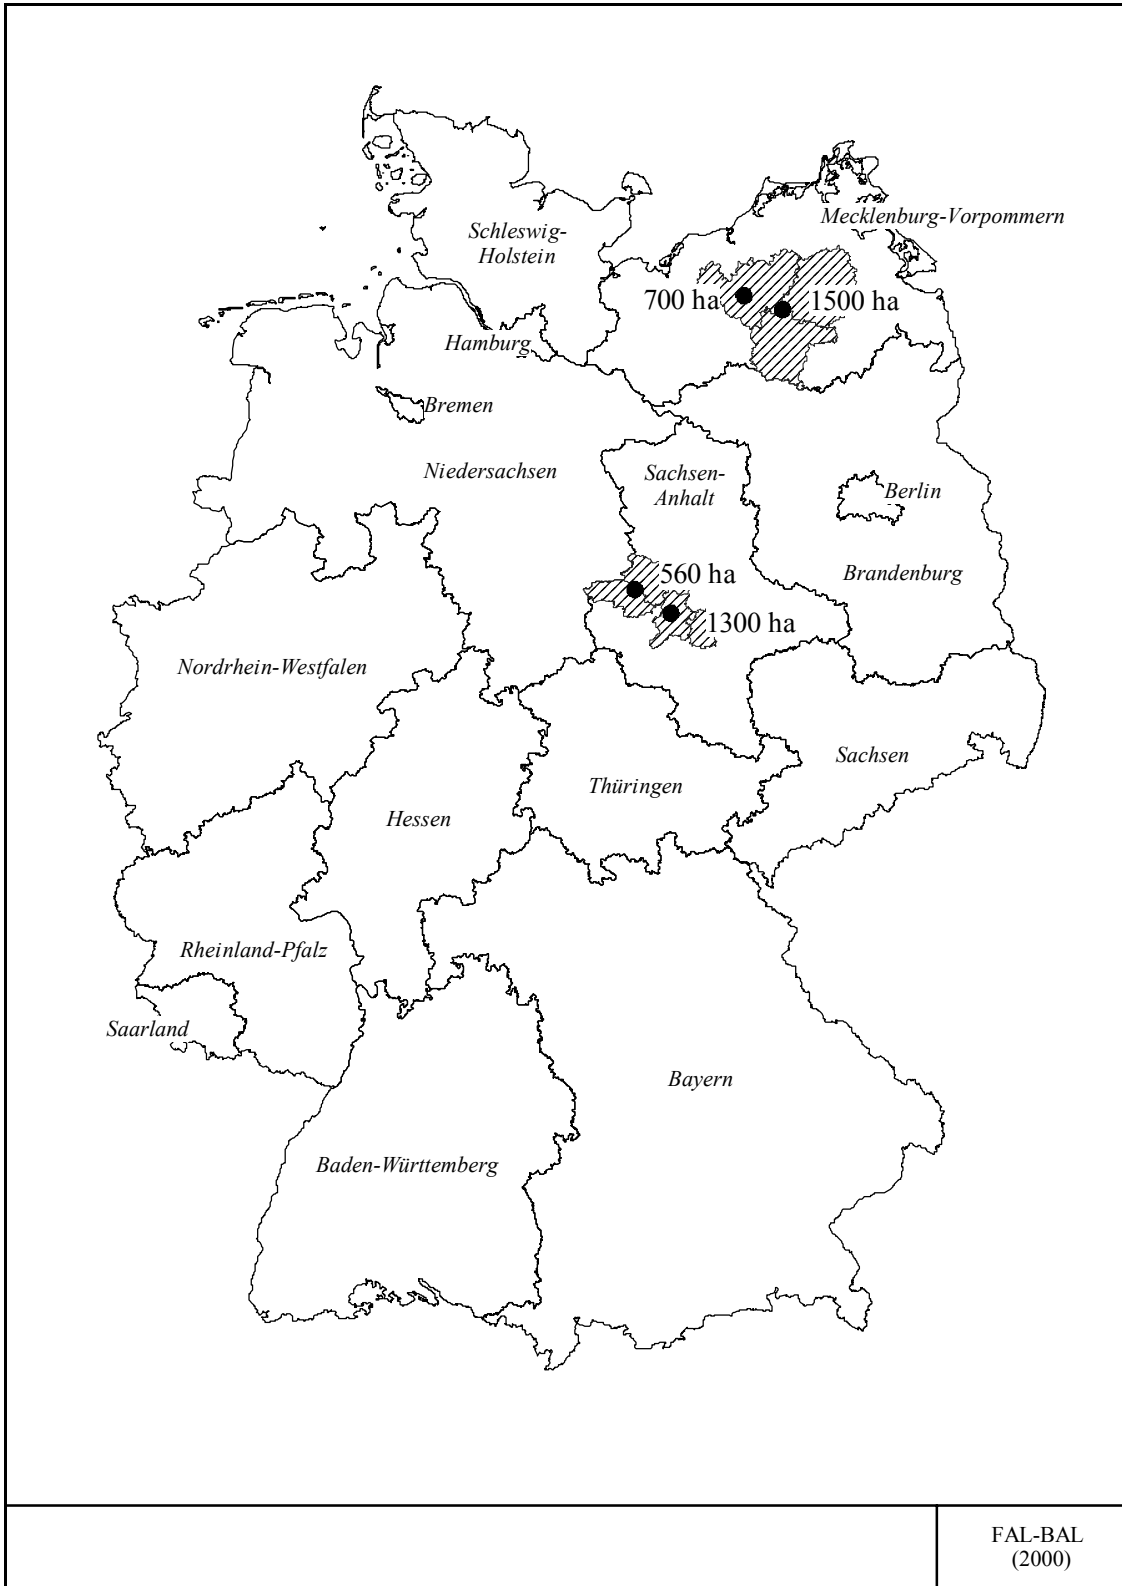 Schleswig-
Holstein
Mecklenburg-Vorpommern
700 ha
1500 ha
Hamburg
Bremen
Niedersachsen
Sachsen-
Anhalt
Berlin
Brandenburg
560 ha
1300 ha
Nordrhein-Westfalen
Sachsen
Thüringen
Hessen
Rheinland-Pfalz
Saarland
Bayern
Baden-Württemberg
FAL-BAL
(2000)